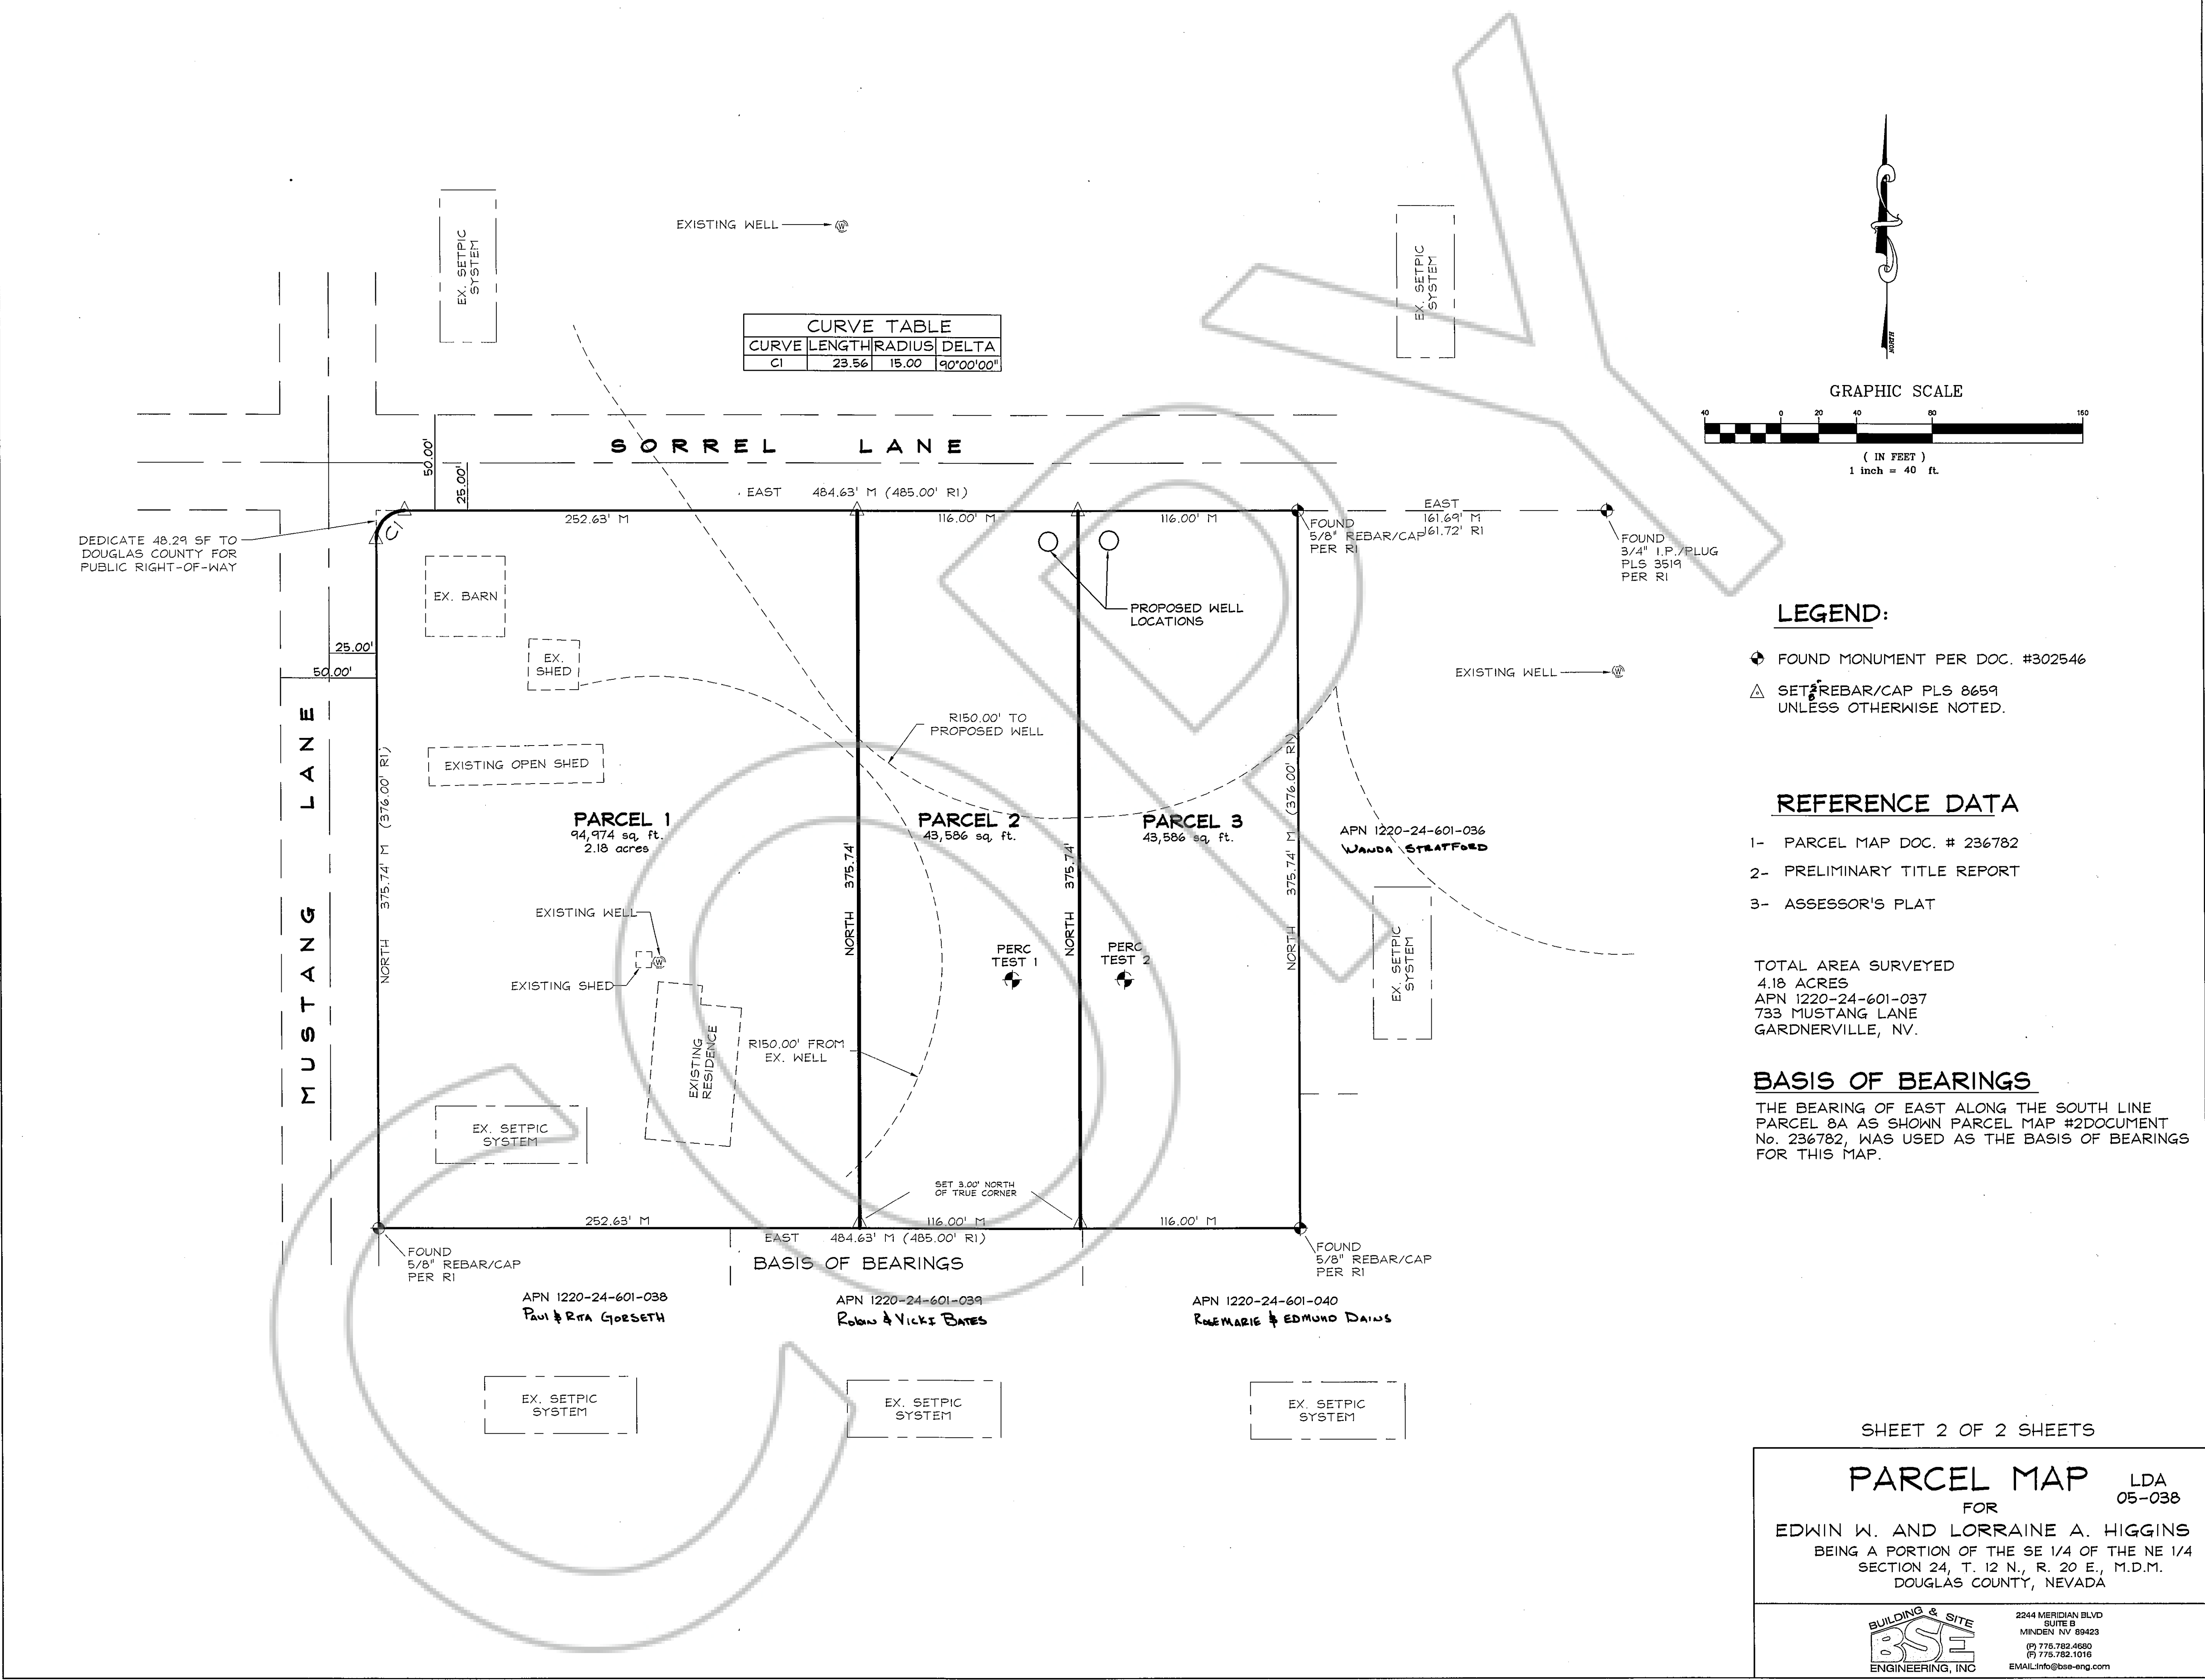 EX. SETPIC
SYSTEM
EXISTING WELL
W
EX. SETPIC
SYSTEM
NORTH
CURVE TABLE
CURVE LENGTH RADIUS DELTA
C1 23.56 15.00 90°00'00"
GRAPHIC SCALE
40 0 20 40 80 160
( IN FEET )
1 inch = 40 ft.
50.00'
25.00'
SORREL LANE
EAST 484.63' M (485.00' R1)
252.63' M
116.00' M
116.00' M
EAST
161.69' M
161.72' R1
FOUND
5/8" REBAR/CAP
PER R1
FOUND
3/4" I.P./PLUG
PLS 3519
PER R1
C1
DEDICATE 48.29 SF TO
DOUGLAS COUNTY FOR
PUBLIC RIGHT-OF-WAY
EX. BARN
EX.
SHED
PROPOSED WELL
LOCATIONS
25.00'
50.00'
EXISTING WELL
W
LEGEND:
FOUND MONUMENT PER DOC. #302546
SET 5/8" REBAR/CAP PLS 8659
UNLESS OTHERWISE NOTED.
R150.00' TO
PROPOSED WELL
EXISTING OPEN SHED
MUSTANG LANE
NORTH 375.74' M (376.00' R1)
PARCEL 1
94,974 sq. ft.
2.18 acres
PARCEL 2
43,586 sq. ft.
PARCEL 3
43,586 sq. ft.
NORTH 375.74'
NORTH 375.74'
NORTH 375.74' M (376.00' R1)
APN 1220-24-601-036
WANDA STRATFORD
REFERENCE DATA
1- PARCEL MAP DOC. # 236782
2- PRELIMINARY TITLE REPORT
3- ASSESSOR'S PLAT
EXISTING WELL
W
EXISTING SHED
PERC
TEST 1
PERC
TEST 2
EX. SETPIC
SYSTEM
TOTAL AREA SURVEYED
4.18 ACRES
APN 1220-24-601-037
733 MUSTANG LANE
GARDNERVILLE, NV.
EXISTING
RESIDENCE
R150.00' FROM
EX. WELL
BASIS OF BEARINGS
THE BEARING OF EAST ALONG THE SOUTH LINE
PARCEL 8A AS SHOWN PARCEL MAP #2DOCUMENT
No. 236782, WAS USED AS THE BASIS OF BEARINGS
FOR THIS MAP.
EX. SETPIC
SYSTEM
SET 3.00' NORTH
OF TRUE CORNER
252.63' M
116.00' M
116.00' M
EAST 484.63' M (485.00' R1)
BASIS OF BEARINGS
FOUND
5/8" REBAR/CAP
PER R1
FOUND
5/8" REBAR/CAP
PER R1
APN 1220-24-601-038
PAUL & RITA GORSETH
APN 1220-24-601-039
ROBIN & VICKI BATES
APN 1220-24-601-040
ROSEMARIE & EDMUND DAINS
EX. SETPIC
SYSTEM
EX. SETPIC
SYSTEM
EX. SETPIC
SYSTEM
COPY
SHEET 2 OF 2 SHEETS
PARCEL MAP
LDA
05-038
FOR
EDWIN W. AND LORRAINE A. HIGGINS
BEING A PORTION OF THE SE 1/4 OF THE NE 1/4
SECTION 24, T. 12 N., R. 20 E., M.D.M.
DOUGLAS COUNTY, NEVADA
BUILDING & SITE
BSE
ENGINEERING, INC
2244 MERIDIAN BLVD
SUITE B
MINDEN NV 89423
(P) 775.782.4680
(F) 775.782.1016
EMAIL:info@bse-eng.com